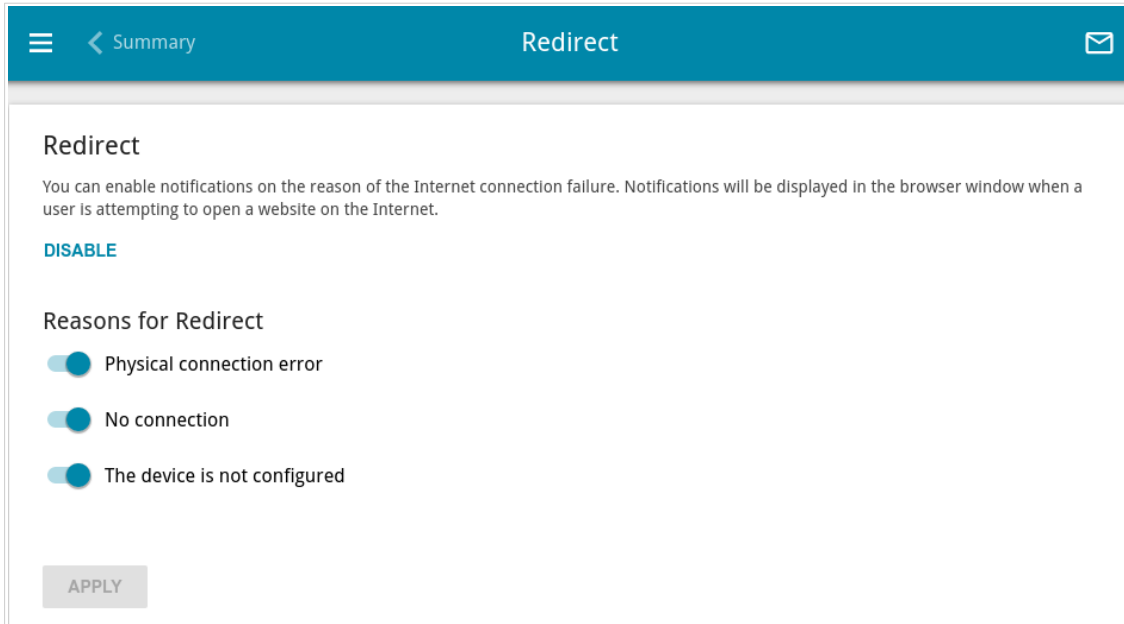 Summary
Redirect
Redirect
You can enable notifications on the reason of the Internet connection failure. Notifications will be displayed in the browser window when a
user is attempting to open a website on the Internet.
DISABLE
Reasons for Redirect
Physical connection error
No connection
The device is not configured
APPLY